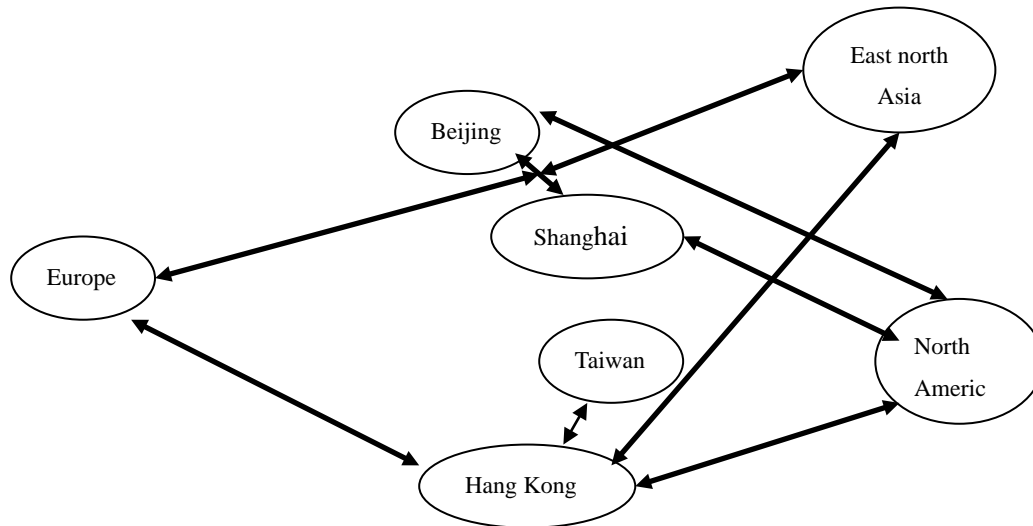 East north
Asia
Beijing
Shanghai
Europe
Taiwan
North
Americ
Hang Kong